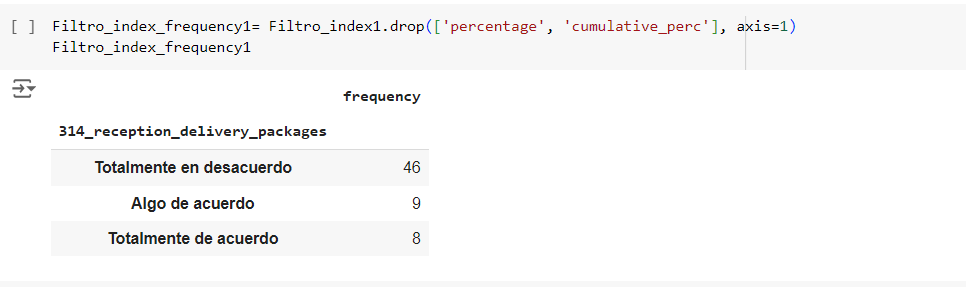 [ ] Filtro_index_frequency1= Filtro_index1.drop(['percentage', 'cumulative_perc'], axis=1)
Filtro_index_frequency1
frequency
314_reception_delivery_packages
Totalmente en desacuerdo 46
Algo de acuerdo 9
Totalmente de acuerdo 8